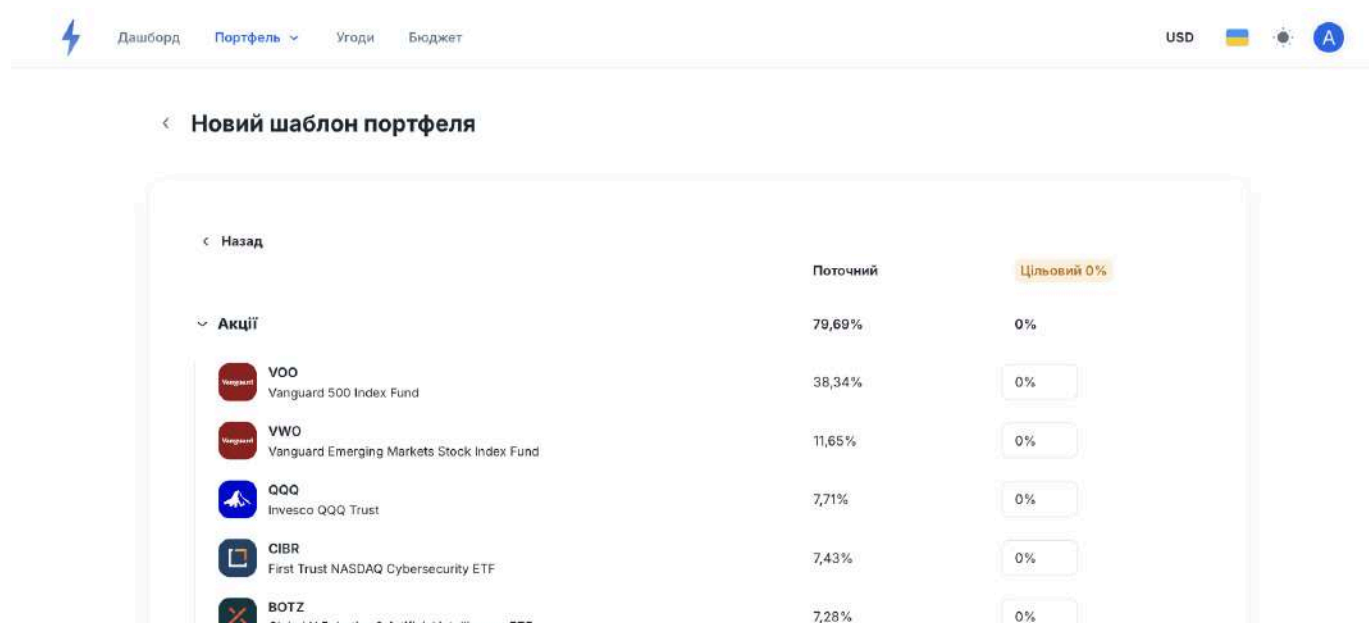 Дашборд Портфель Угоди Бюджет USD A
Новий шаблон портфеля
Назад
Поточний Цільовий 0%
Акції 79,69% 0%
Vanguard VOO
Vanguard 500 Index Fund 38,34% 0%
Vanguard VWO
Vanguard Emerging Markets Stock Index Fund 11,65% 0%
QQQ
Invesco QQQ Trust 7,71% 0%
CIBR
First Trust NASDAQ Cybersecurity ETF 7,43% 0%
BOTZ
7,28% 0%